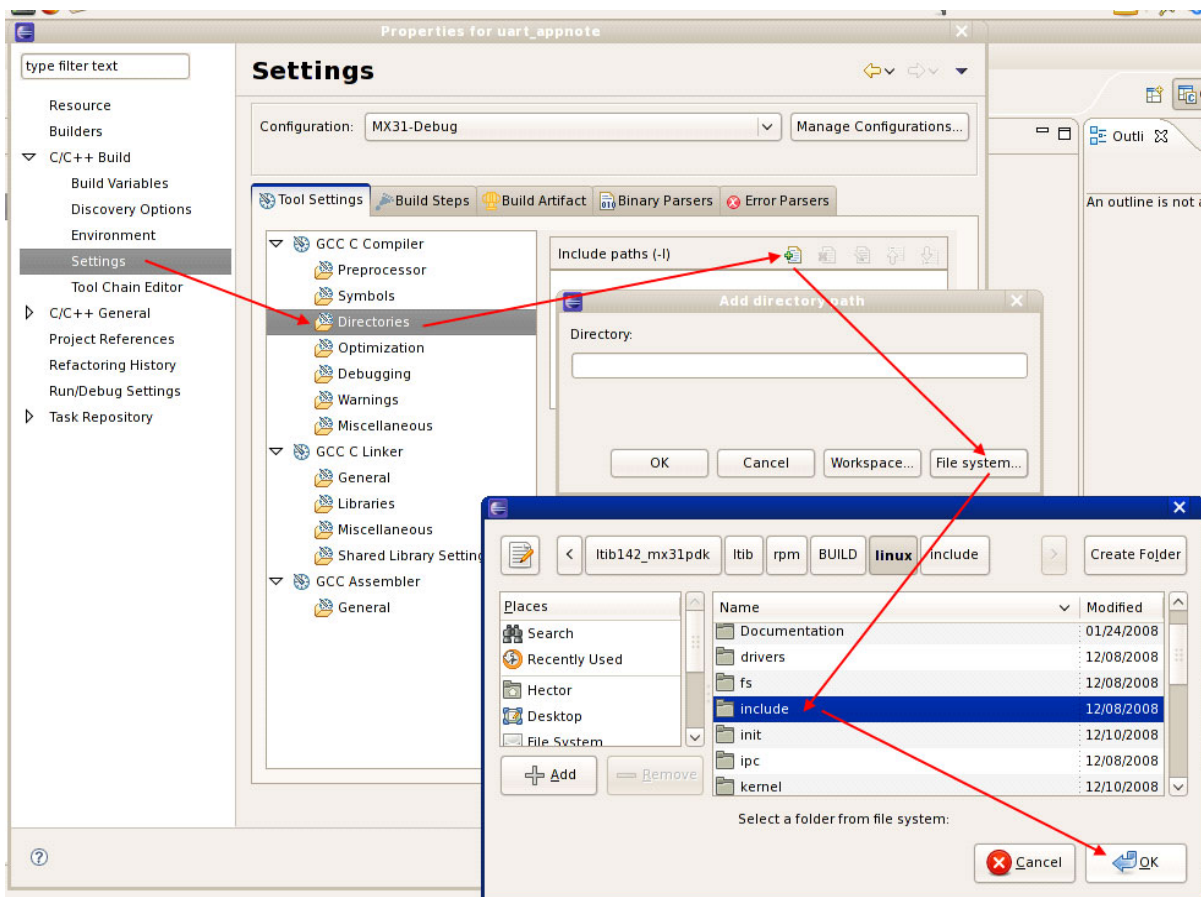 Properties for uart_appnote
type filter text
Resource
Builders
C/C++ Build
Build Variables
Discovery Options
Environment
Settings
Tool Chain Editor
C/C++ General
Project References
Refactoring History
Run/Debug Settings
Task Repository
Settings
Configuration:
MX31-Debug
Manage Configurations...
Tool Settings
Build Steps
Build Artifact
Binary Parsers
Error Parsers
GCC C Compiler
Preprocessor
Symbols
Directories
Optimization
Debugging
Warnings
Miscellaneous
GCC C Linker
General
Libraries
Miscellaneous
Shared Library Setting
GCC Assembler
General
Include paths (-I)
Outli
An outline is not a
Add directory path
Directory:
OK
Cancel
Workspace...
File system...
ltib142_mx31pdk
ltib
rpm
BUILD
linux
include
Create Folder
Places
Search
Recently Used
Hector
Desktop
File System
Add
Remove
Name
Modified
Documentation 01/24/2008
drivers 12/08/2008
fs 12/08/2008
include 12/08/2008
init 12/10/2008
ipc 12/08/2008
kernel 12/10/2008
Select a folder from file system:
Cancel
OK